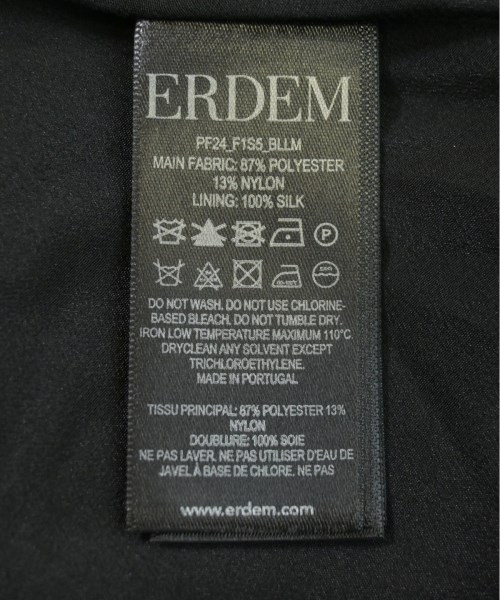 ERDEM
PF24_F1S5_BLLM
MAIN FABRIC: 87% POLYESTER
13% NYLON
LINING: 100% SILK
P
DO NOT WASH. DO NOT USE CHLORINE-
BASED BLEACH. DO NOT TUMBLE DRY.
IRON LOW TEMPERATURE MAXIMUM 110°C
DRYCLEAN ANY SOLVENT EXCEPT
TRICHLOROETHYLENE.
MADE IN PORTUGAL
TISSU PRINCIPAL: 87% POLYESTER 13%
NYLON
DOUBLURE: 100% SOIE
NE PAS LAVER. NE PAS UTILISER D'EAU DE
JAVEL À BASE DE CHLORE. NE PAS
www.erdem.com